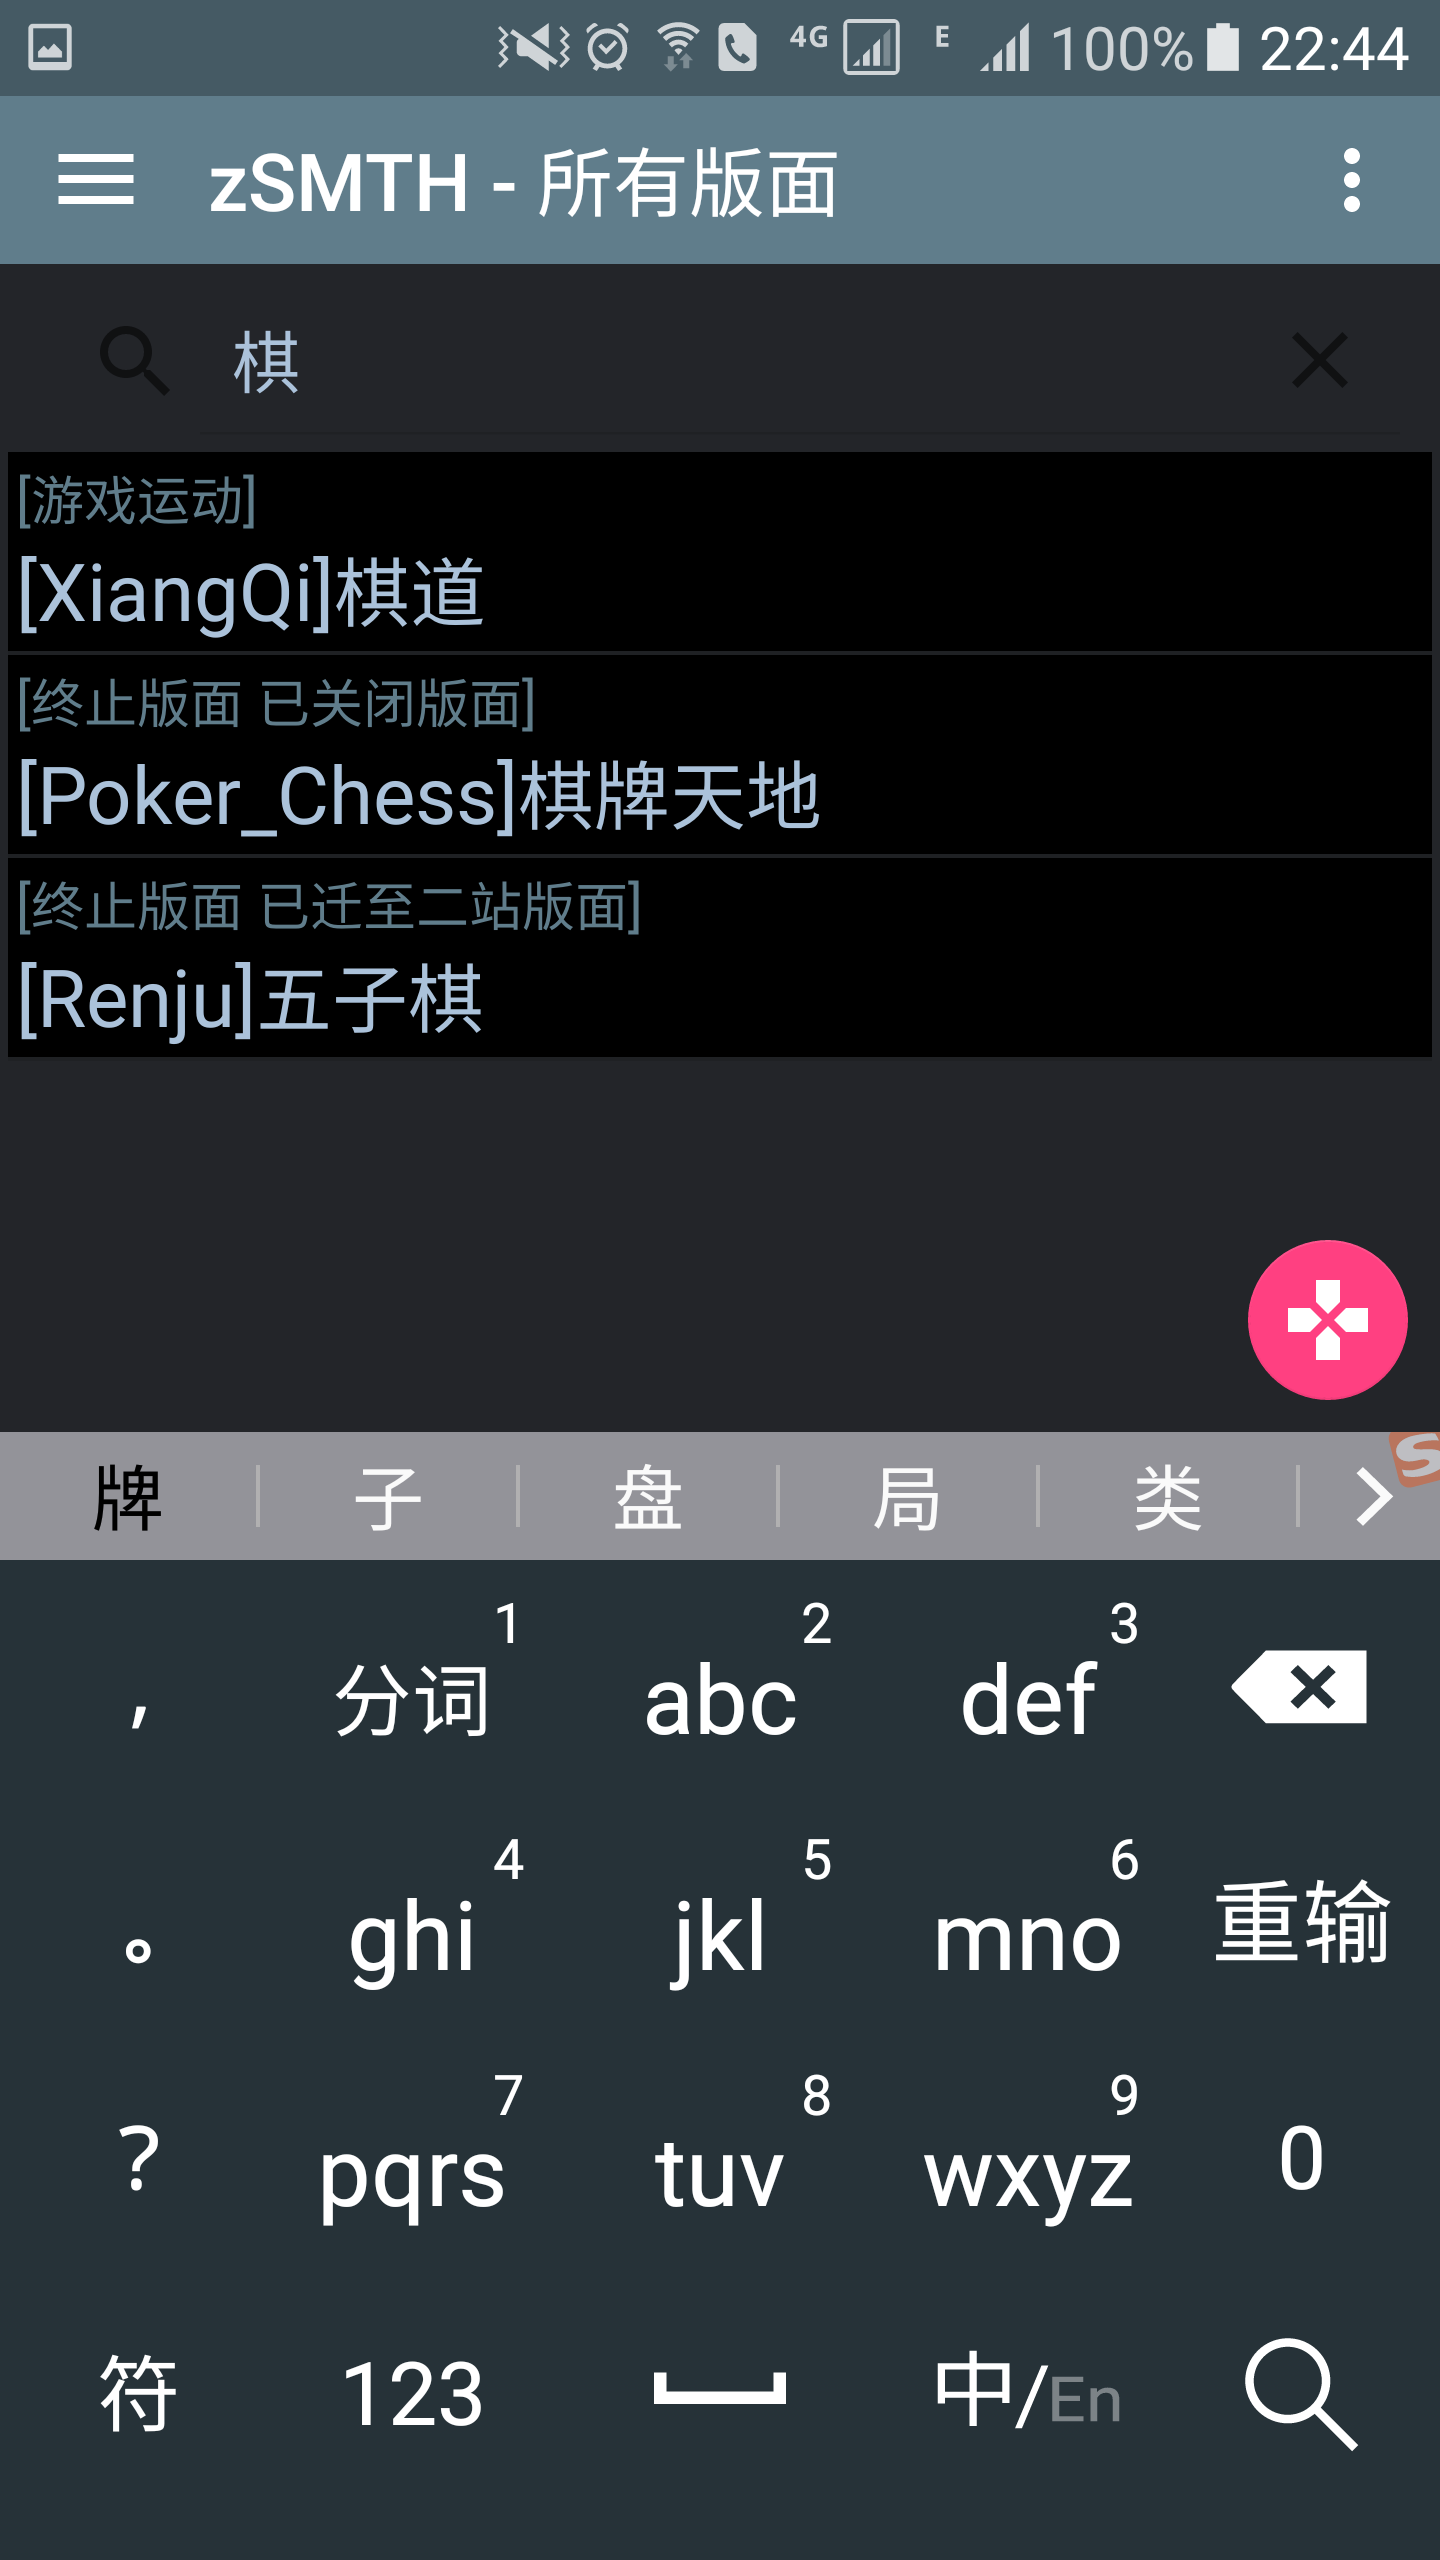 4G E 100% 22:44
zSMTH - 所有版面
棋
[游戏运动]
[XiangQi]棋道
[终止版面 已关闭版面]
[Poker_Chess]棋牌天地
[终止版面 已迁至二站版面]
[Renju]五子棋
牌 子 盘 局 类
S
1 2 3
, 分词 abc def
4 5 6
。 ghi jkl mno 重输
7 8 9
? pqrs tuv wxyz 0
符 123 中/En